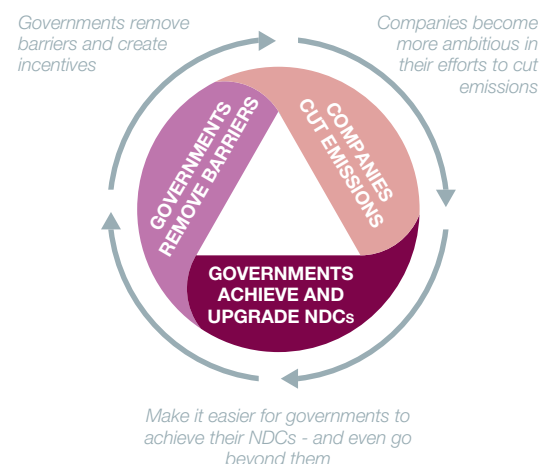 Governments remove
barriers and create
incentives
Companies become
more ambitious in
their efforts to cut
emissions
GOVERNMENTS
REMOVE BARRIERS
COMPANIES
CUT EMISSIONS
GOVERNMENTS
ACHIEVE AND
UPGRADE NDCs
Make it easier for governments to
achieve their NDCs - and even go
beyond them